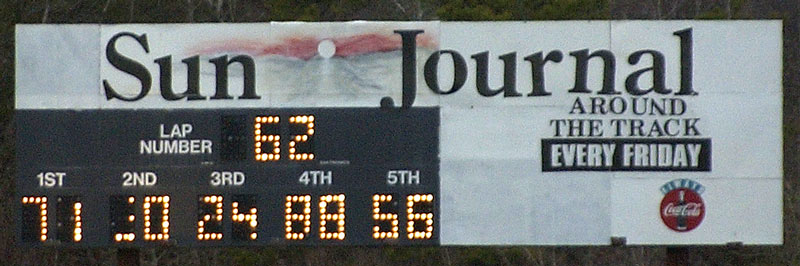 Sun Journal
AROUND
THE TRACK
EVERY FRIDAY
LAP
NUMBER 62
1ST 2ND 3RD 4TH 5TH
71 24 88 56
Coca-Cola